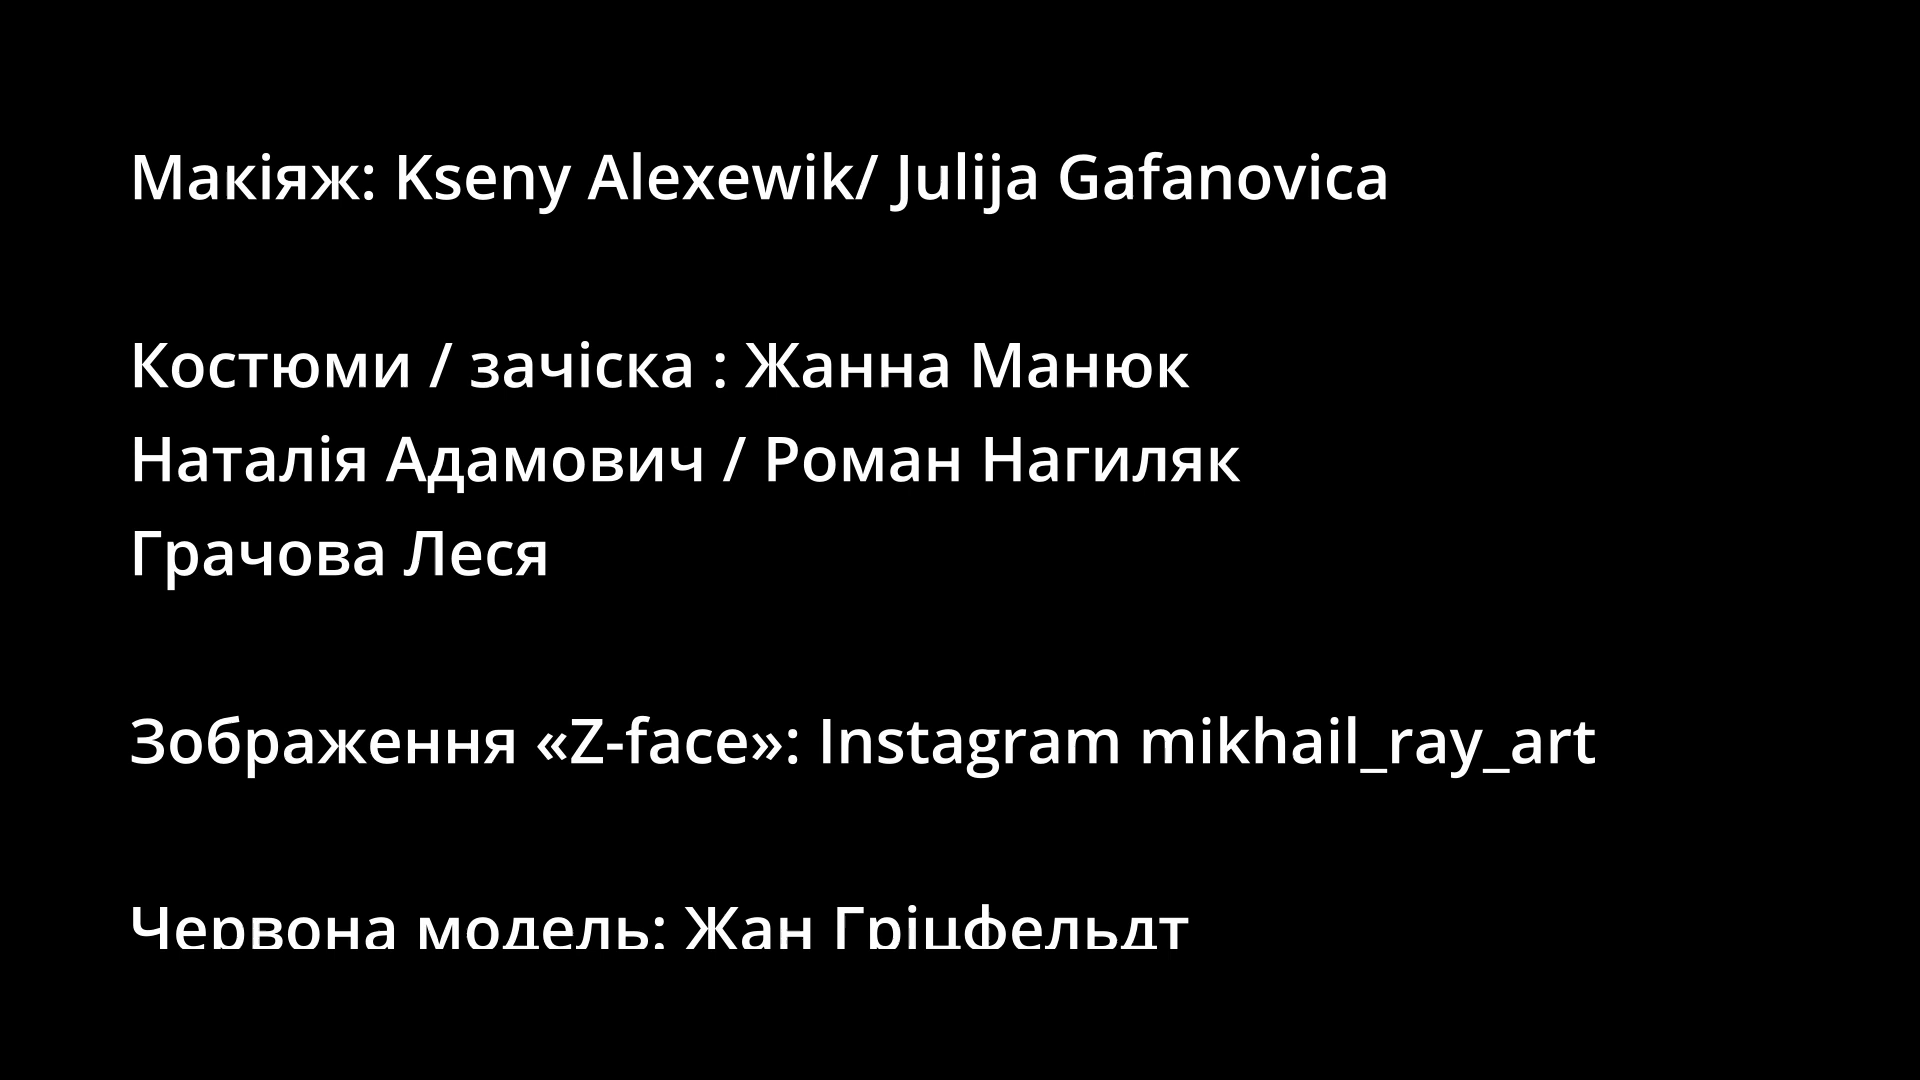 Макіяж: Kseny Alexewik/ Julija Gafanovica
Костюми / зачіска : Жанна Манюк
Наталія Адамович / Роман Нагиляк
Грачова Леся
Зображення «Z-face»: Instagram mikhail_ray_art
Червона модель: Жан Гріцфельдт